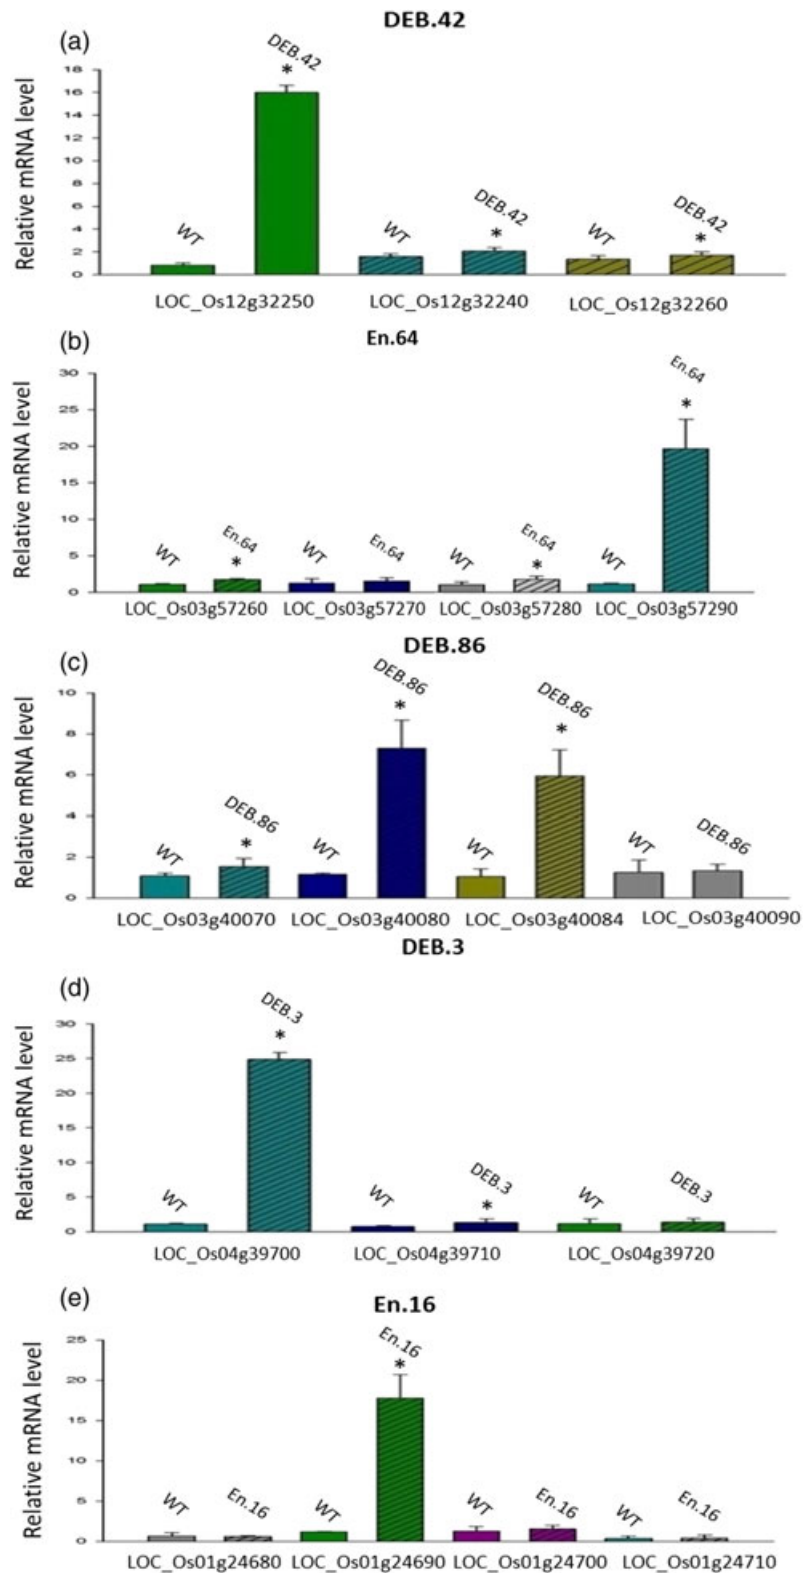 DEB.42
(a)
Relative mRNA level
18
16
14
12
10
8
6
4
2
0
WT
DEB.42
*
WT
DEB.42
*
WT
DEB.42
*
LOC_Os12g32250
LOC_Os12g32240
LOC_Os12g32260
(b)
En.64
Relative mRNA level
30
25
20
15
10
5
0
WT
En.64
*
WT
En.64
WT
En.64
*
WT
En.64
*
LOC_Os03g57260
LOC_Os03g57270
LOC_Os03g57280
LOC_Os03g57290
DEB.86
(c)
Relative mRNA level
10
8
6
4
2
0
WT
DEB.86
*
WT
DEB.86
*
WT
DEB.86
*
WT
DEB.86
LOC_Os03g40070
LOC_Os03g40080
LOC_Os03g40084
LOC_Os03g40090
DEB.3
(d)
Relative mRNA level
30
25
20
15
10
5
0
WT
DEB.3
*
WT
DEB.3
*
WT
DEB.3
LOC_Os04g39700
LOC_Os04g39710
LOC_Os04g39720
(e)
En.16
Relative mRNA level
25
20
15
10
5
0
WT
En.16
WT
En.16
*
WT
En.16
WT
En.16
LOC_Os01g24680
LOC_Os01g24690
LOC_Os01g24700
LOC_Os01g24710